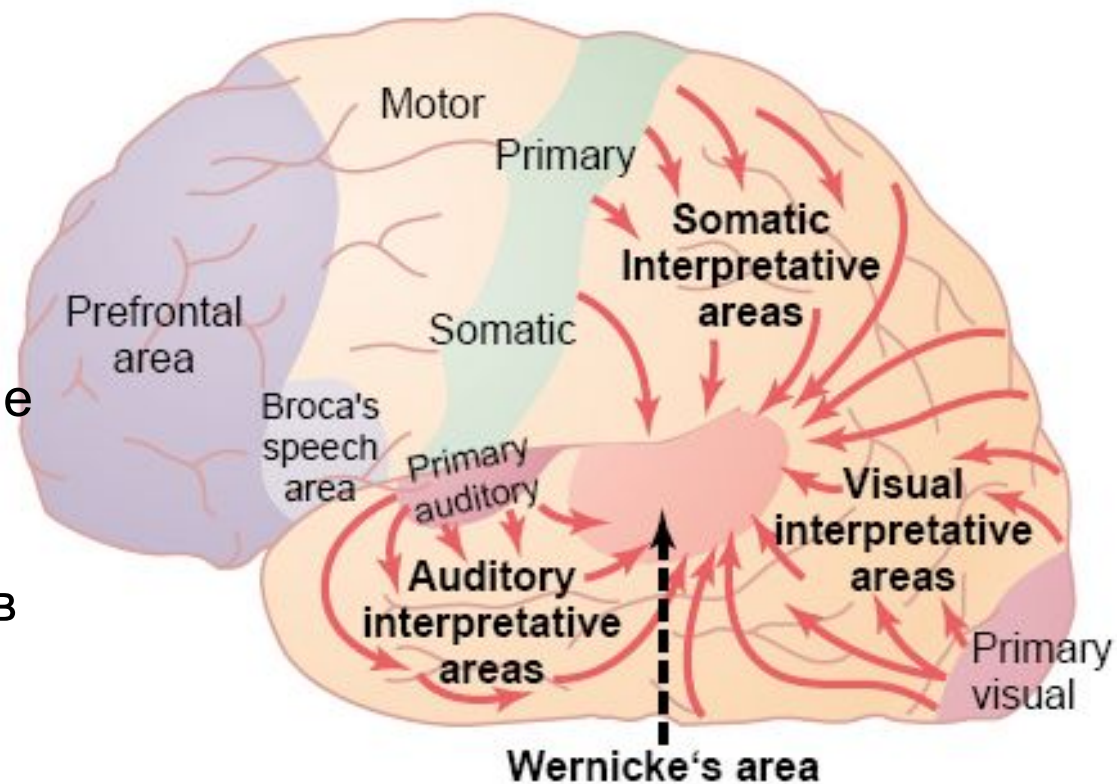 Motor
Primary
Somatic
Interpretative
areas
Prefrontal
area
Somatic
е
Broca's
speech
area
Primary
auditory
Visual
interpretative
areas
Auditory
interpretative
areas
в
Primary
visual
Wernicke‘s area